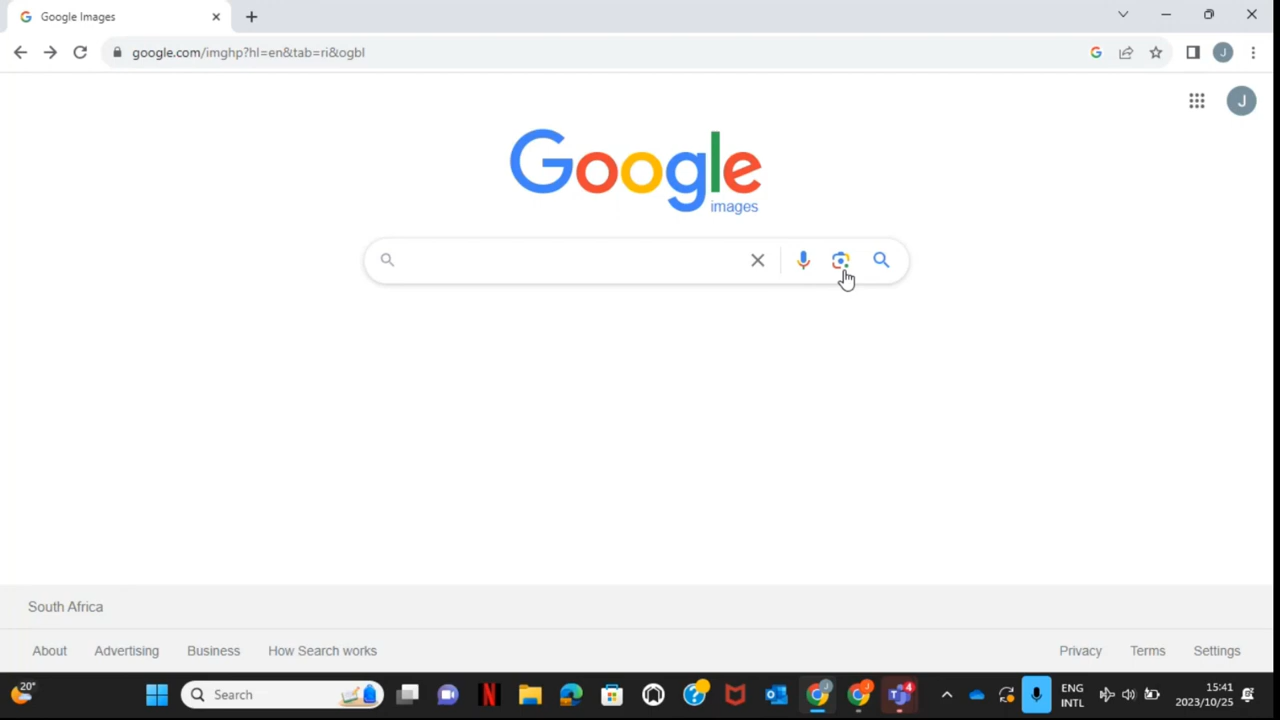 Google Images
google.com/imghp?hl=en&tab=ri&ogbl
J
J
Google
images
South Africa
About
Advertising
Business
How Search works
Privacy
Terms
Settings
20°
Search
4
ENG
INTL
15:41
2023/10/25